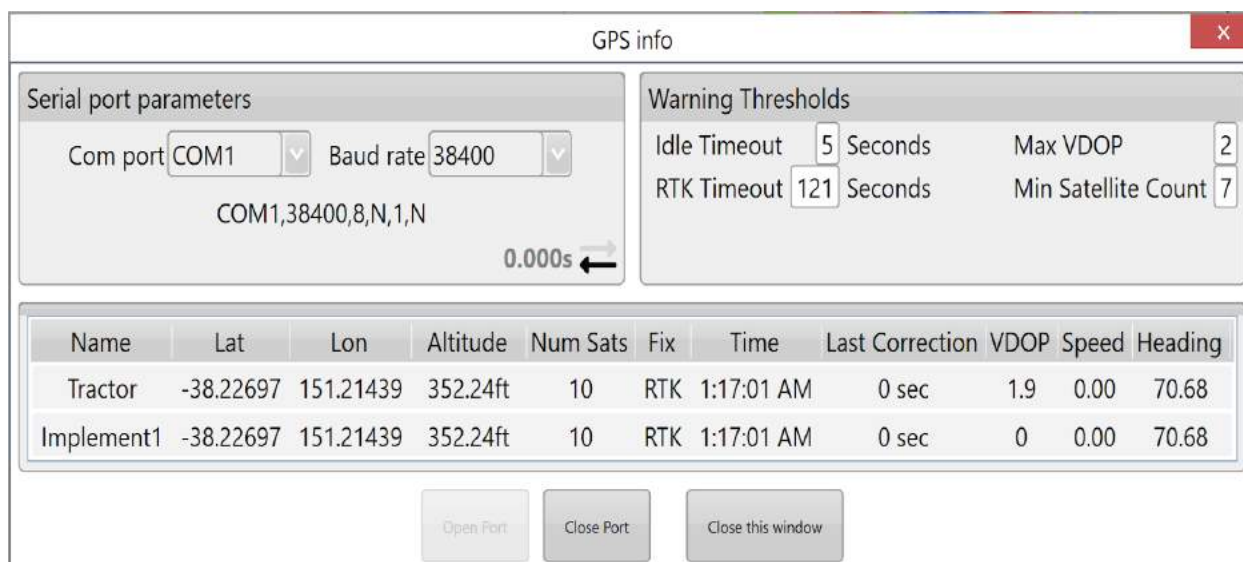 GPS info
X
Serial port parameters
Com port COM1 Baud rate 38400
COM1,38400,8,N,1,N
0.000s
Warning Thresholds
Idle Timeout 5 Seconds Max VDOP 2
RTK Timeout 121 Seconds Min Satellite Count 7
Name Lat Lon Altitude Num Sats Fix Time Last Correction VDOP Speed Heading
Tractor -38.22697 151.21439 352.24ft 10 RTK 1:17:01 AM 0 sec 1.9 0.00 70.68
Implement1 -38.22697 151.21439 352.24ft 10 RTK 1:17:01 AM 0 sec 0 0.00 70.68
Open Port Close Port Close this window